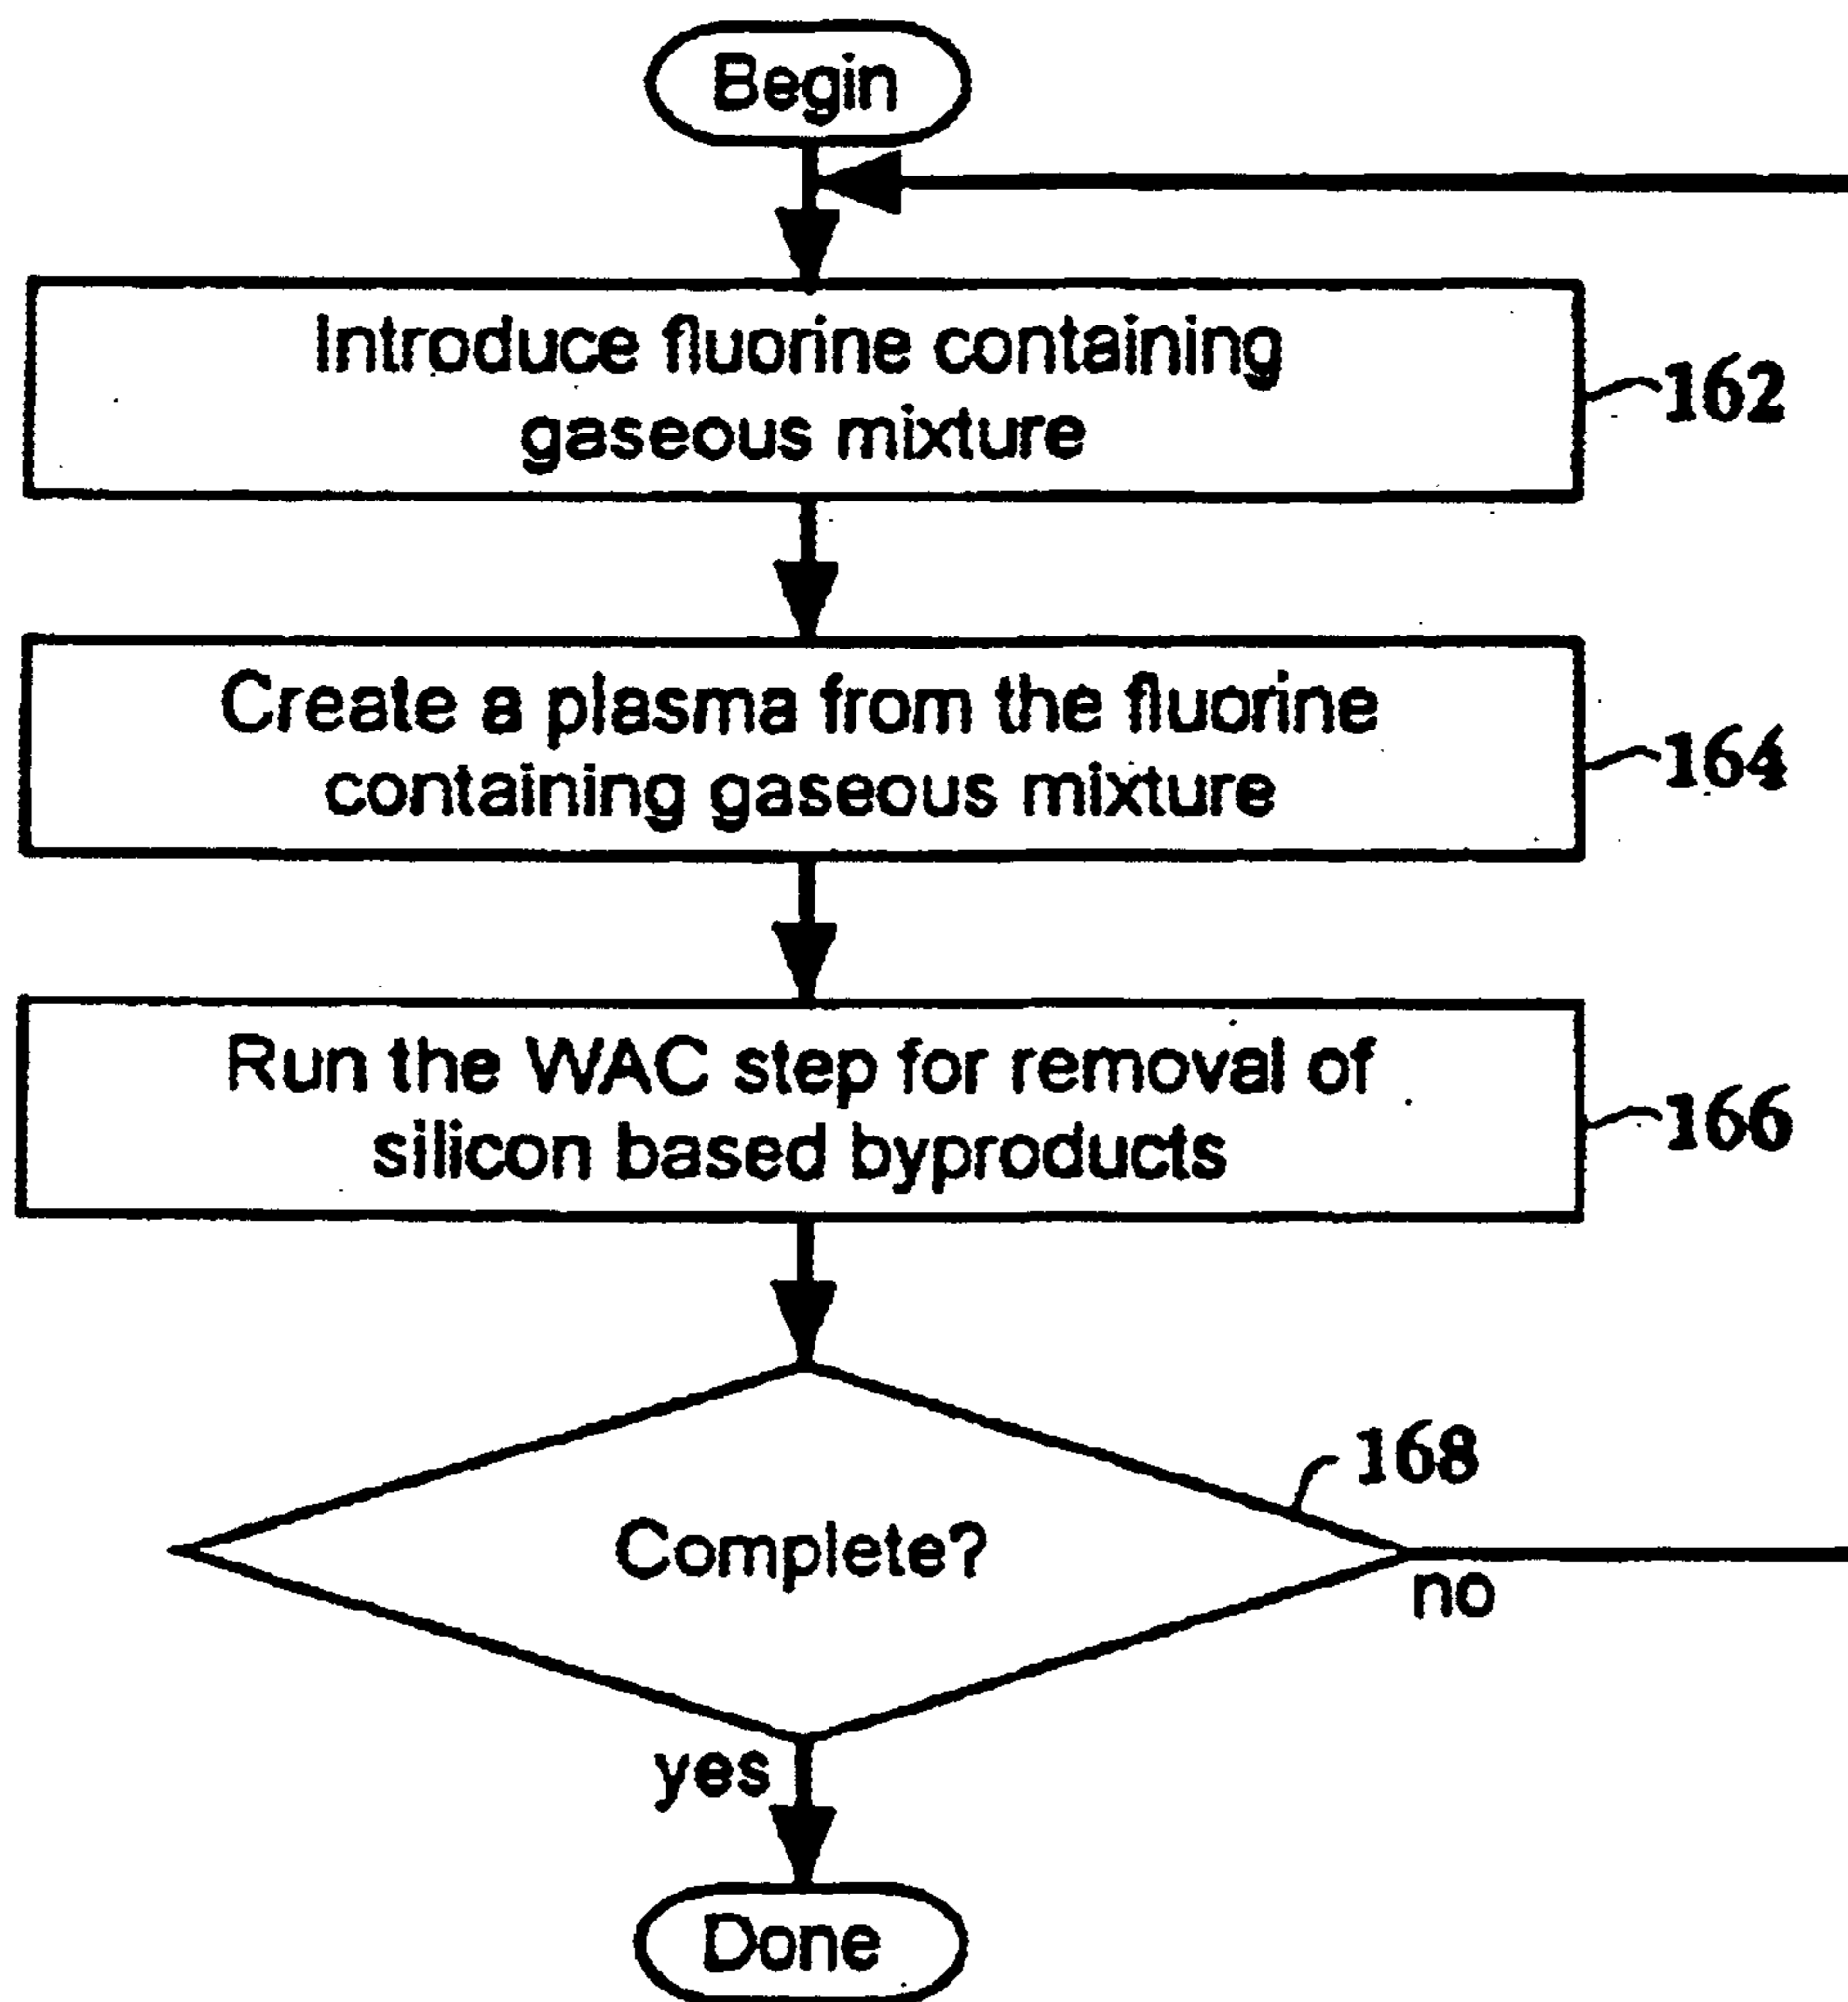 Begin
Introduce fluorine containing
gaseous mixture
162
Create a plasma from the fluorine
containing gaseous mixture
164
Run the WAC step for removal of
silicon based byproducts
166
168
Complete?
no
yes
Done